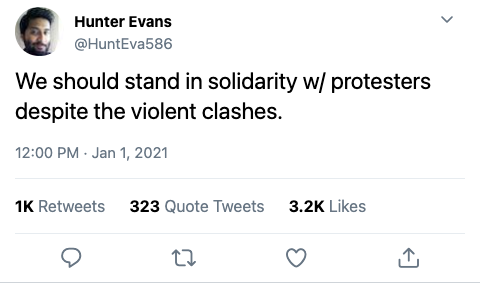 Hunter Evans
@HuntEva586
We should stand in solidarity w/ protesters
despite the violent clashes.
12:00 PM · Jan 1, 2021
1K Retweets 323 Quote Tweets 3.2K Likes